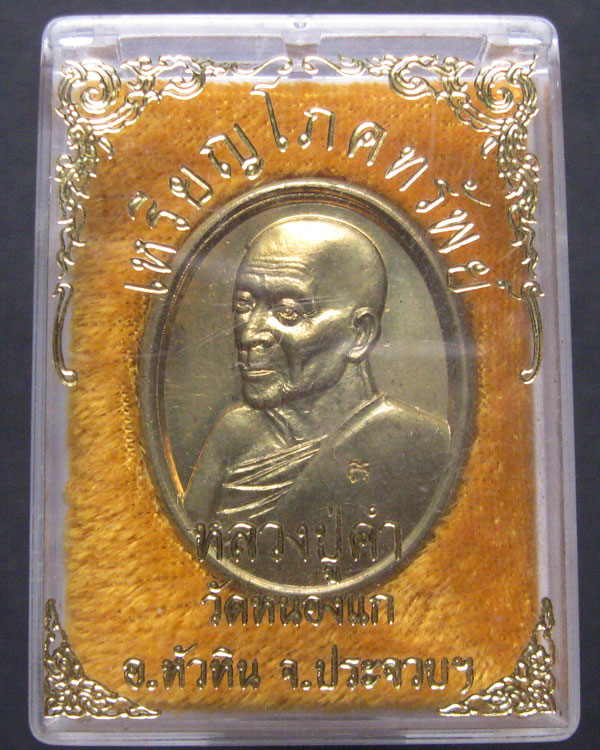 เหรียญโภคทรัพย์
หลวงปู่คำ
วัดหนองแก
อ.หัวหิน จ.ประจวบฯ